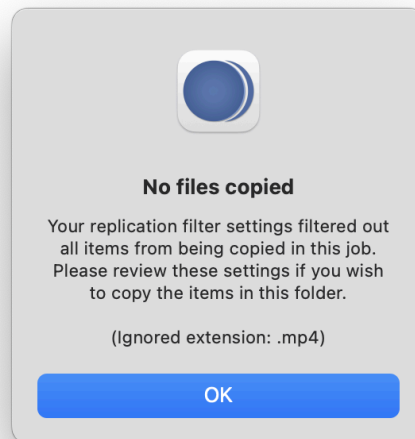 No files copied
Your replication filter settings filtered out
all items from being copied in this job.
Please review these settings if you wish
to copy the items in this folder.
(Ignored extension: .mp4)
OK